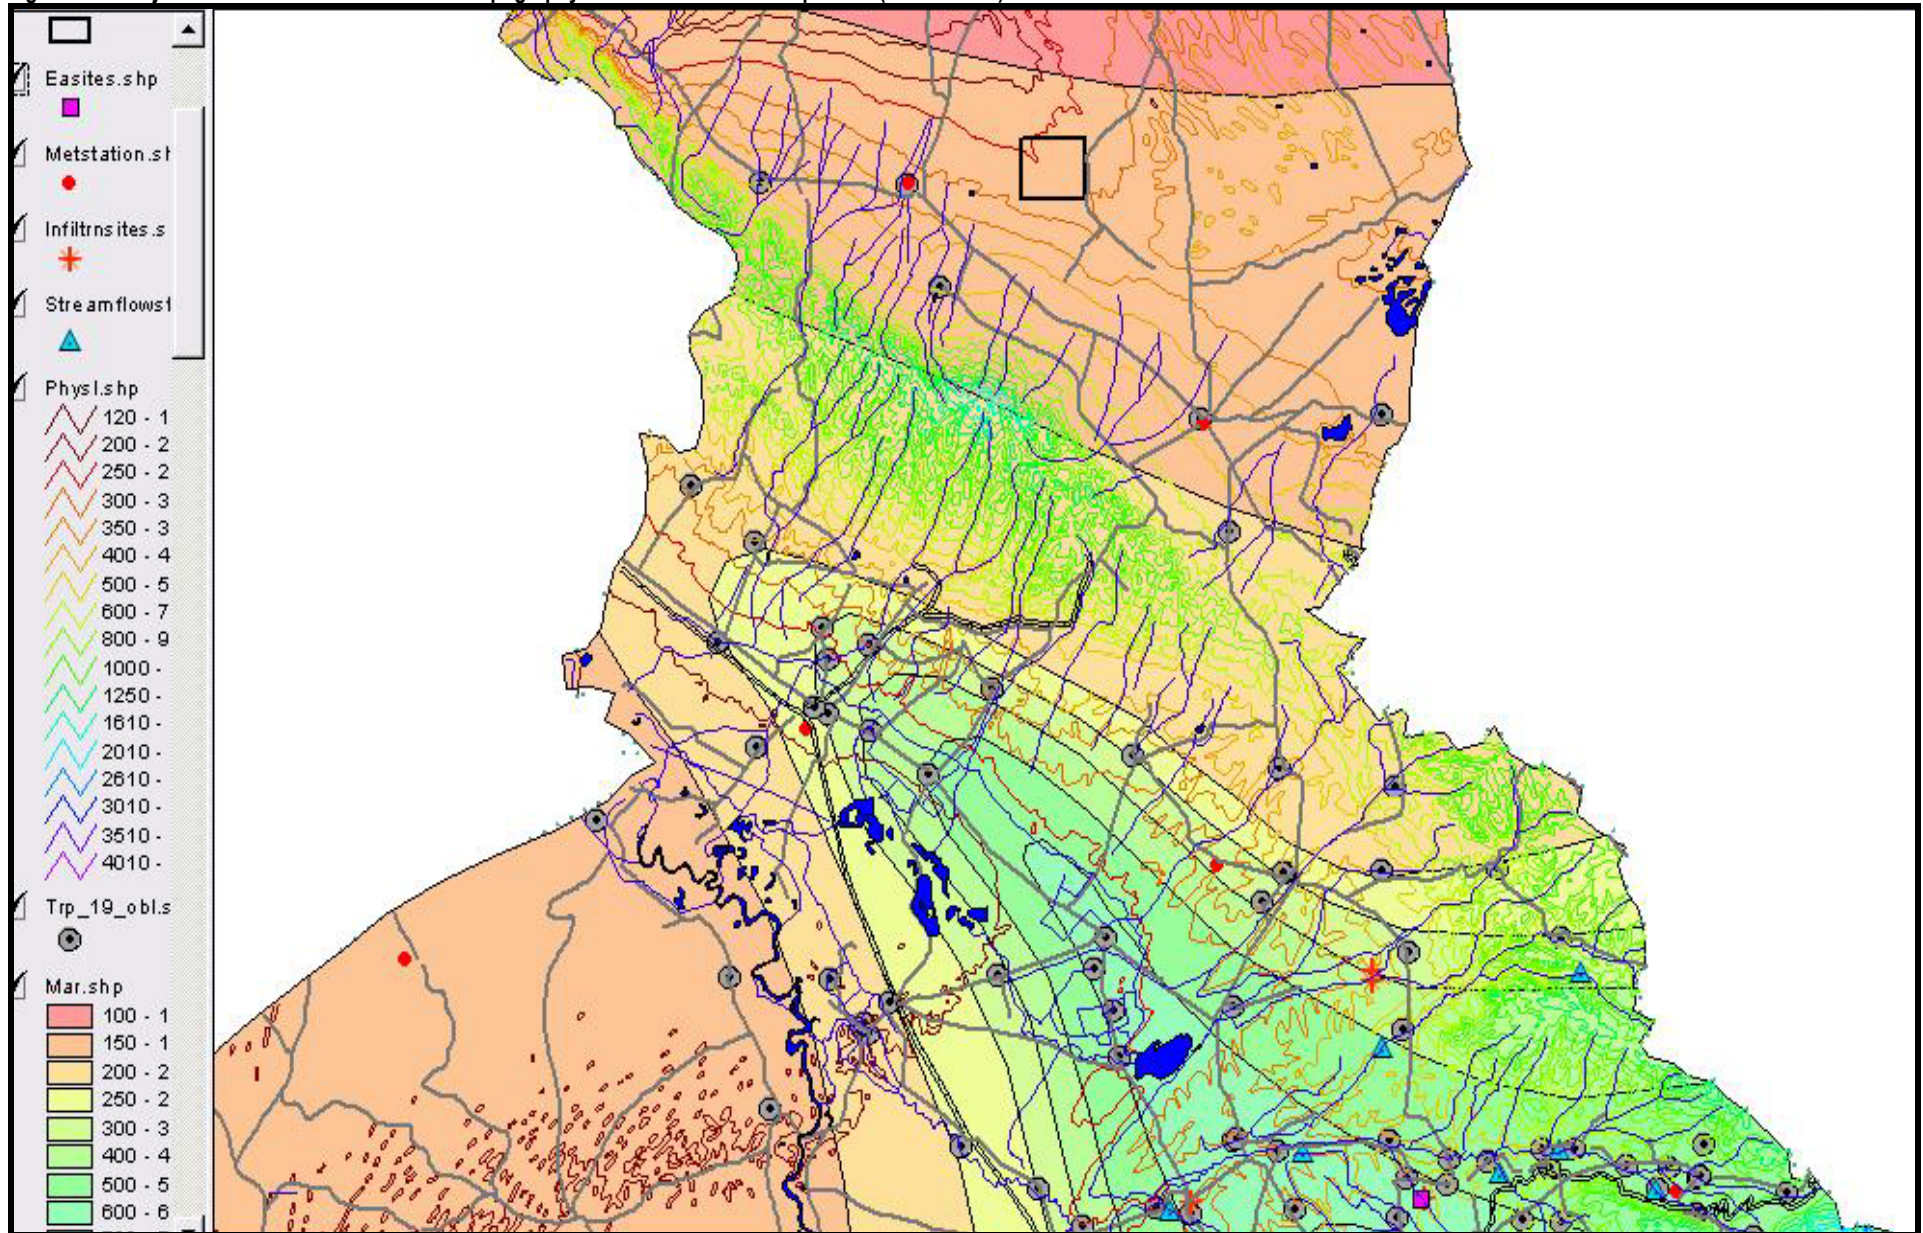 Easites.shp
Metstation.sh
Infiltrnsites.s
Streamflowst
Physl.shp
120 - 1
200 - 2
250 - 2
300 - 3
350 - 3
400 - 4
500 - 5
600 - 7
800 - 9
1000 -
1250 -
1610 -
2010 -
2610 -
3010 -
3510 -
4010 -
Trp_19_obl.s
Mar.shp
100 - 1
150 - 1
200 - 2
250 - 2
300 - 3
400 - 4
500 - 5
600 - 6